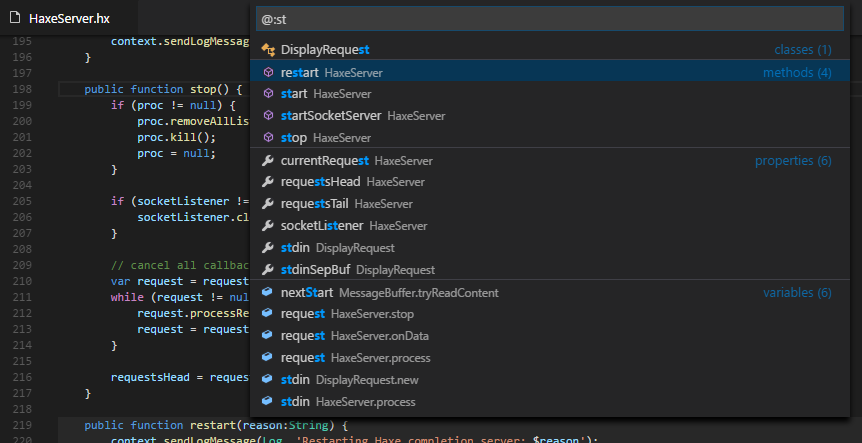 HaxeServer.hx
@:st
195 context.sendLogMessag
196 }
197
198 public function stop() {
199 if (proc != null) {
200 proc.removeAllLis
201 proc.kill();
202 proc = null;
203 }
204
205 if (socketListener !=
206 socketListener.cl
207 }
208
209 // cancel all callbac
210 var request = request
211 while (request != nul
212 request.processRe
213 request = request
214 }
215
216 requestsHead = reques
217 }
218
219 public function restart(reason:String) {
220 context.sendLogMessage(Log, 'Restarting Haxe completion server: $reason');
DisplayRequest classes (1)
restart HaxeServer methods (4)
start HaxeServer
startSocketServer HaxeServer
stop HaxeServer
currentRequest HaxeServer properties (6)
requestsHead HaxeServer
requestsTail HaxeServer
socketListener HaxeServer
stdin DisplayRequest
stdinSepBuf DisplayRequest
nextStart MessageBuffer.tryReadContent variables (6)
request HaxeServer.stop
request HaxeServer.onData
request HaxeServer.process
stdin DisplayRequest.new
stdin HaxeServer.process